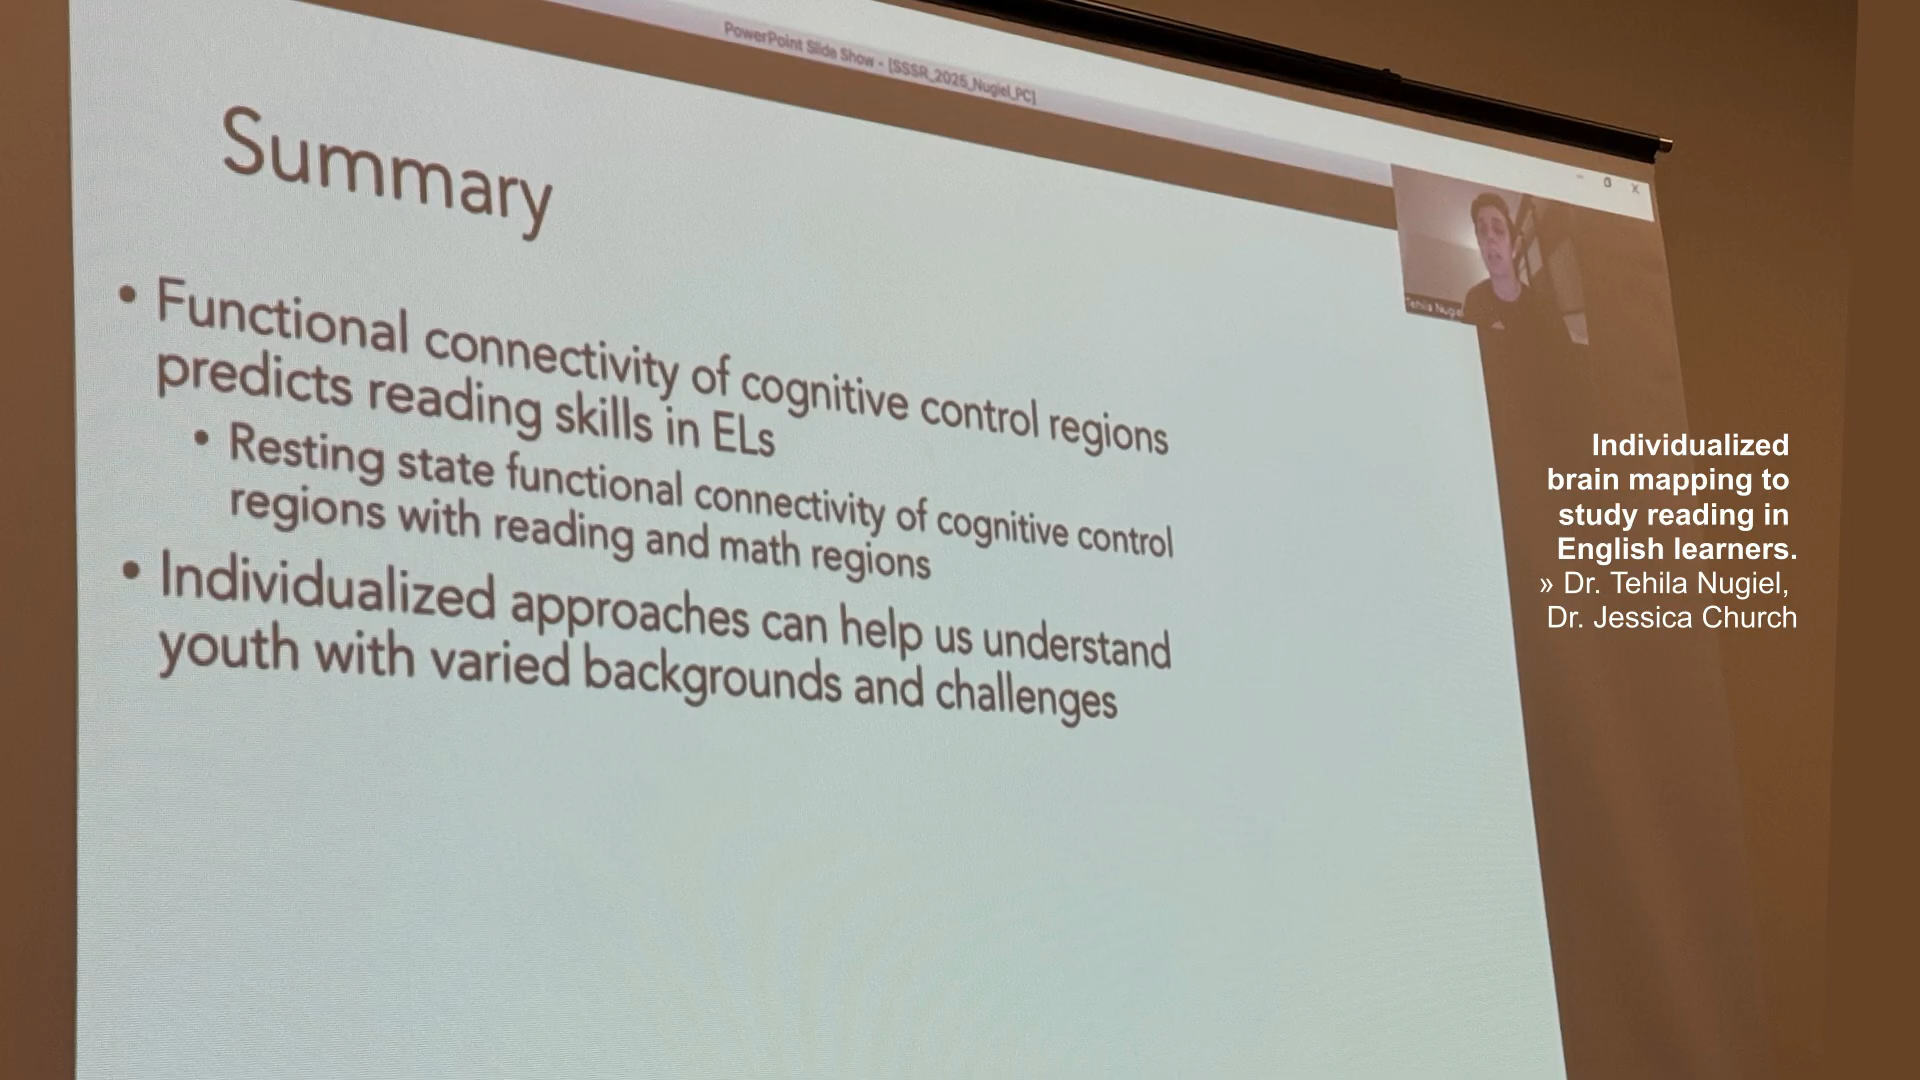 PowerPoint Slide Show - [SSSR_2025_Nugiel_PC]
Summary
• Functional connectivity of cognitive control regions
predicts reading skills in ELs
• Resting state functional connectivity of cognitive control
regions with reading and math regions
• Individualized approaches can help us understand
youth with varied backgrounds and challenges
Tehila Nugiel
Individualized
brain mapping to
study reading in
English learners.
» Dr. Tehila Nugiel,
Dr. Jessica Church